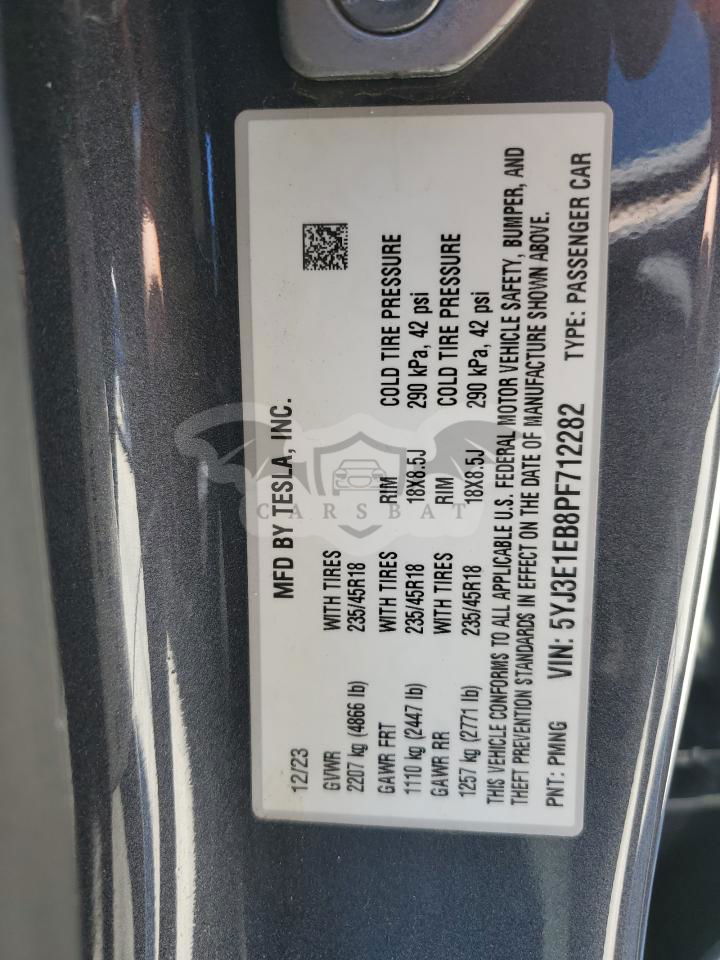 MFD BY TESLA, INC.
12/23
GVWR WITH TIRES
2207 kg (4866 lb) 235/45R18
GAWR FRT WITH TIRES RIM COLD TIRE PRESSURE
1110 kg (2447 lb) 235/45R18 18X8.5J 290 kPa, 42 psi
GAWR RR WITH TIRES RIM COLD TIRE PRESSURE
1257 kg (2771 lb) 235/45R18 18X8.5J 290 kPa, 42 psi
THIS VEHICLE CONFORMS TO ALL APPLICABLE U.S. FEDERAL MOTOR VEHICLE SAFETY, BUMPER, AND
THEFT PREVENTION STANDARDS IN EFFECT ON THE DATE OF MANUFACTURE SHOWN ABOVE.
PNT: PMNG VIN: 5YJ3E1EB8PF712282 TYPE: PASSENGER CAR
CARSBAT